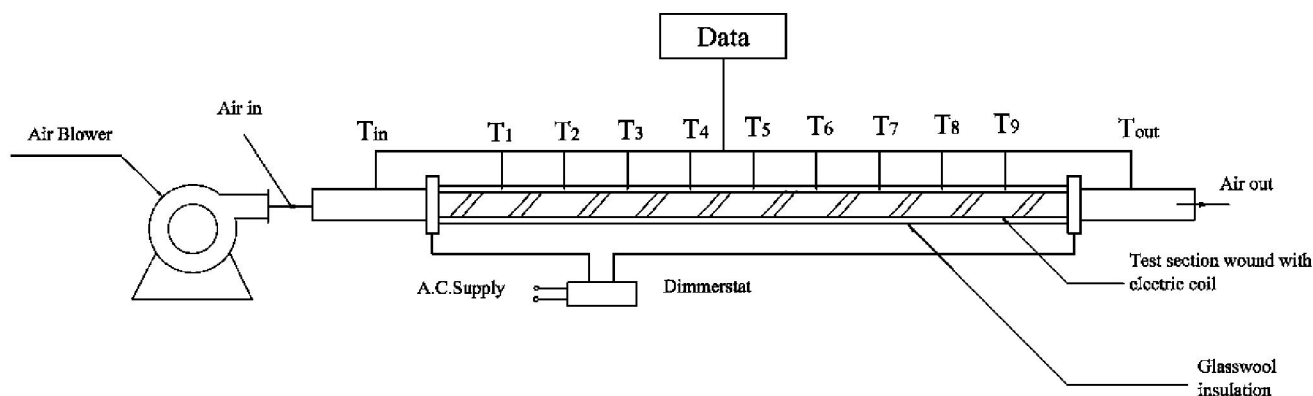 Data
Air in
Air Blower
Tin
T1
T2
T3
T4
T5
T6
T7
T8
T9
Tout
Air out
A.C.Supply
Dimmerstat
Test section wound with
electric coil
Glasswool
insulation